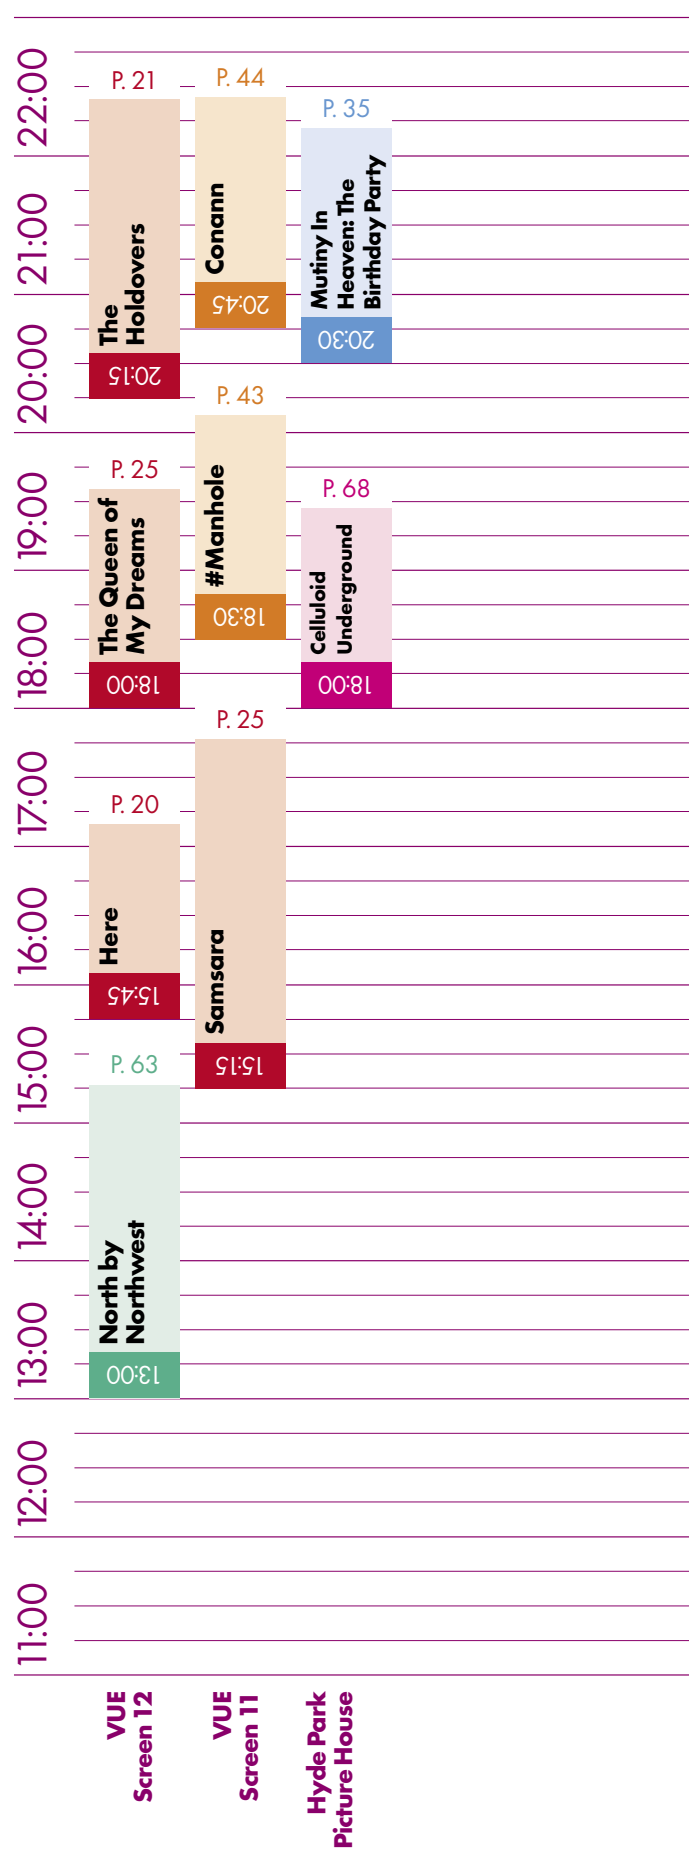 22:00
21:00
20:00
19:00
18:00
17:00
16:00
15:00
14:00
13:00
12:00
11:00
P. 21
The
Holdovers
20:15
P. 25
The Queen of
My Dreams
18:00
P. 20
Here
15:45
P. 63
North by
Northwest
13:00
VUE
Screen 12
P. 44
Conann
20:45
P. 43
#Manhole
18:30
P. 25
Samsara
15:15
VUE
Screen 11
P. 35
Mutiny In
Heaven: The
Birthday Party
20:30
P. 68
Celluloid
Underground
18:00
Hyde Park
Picture House